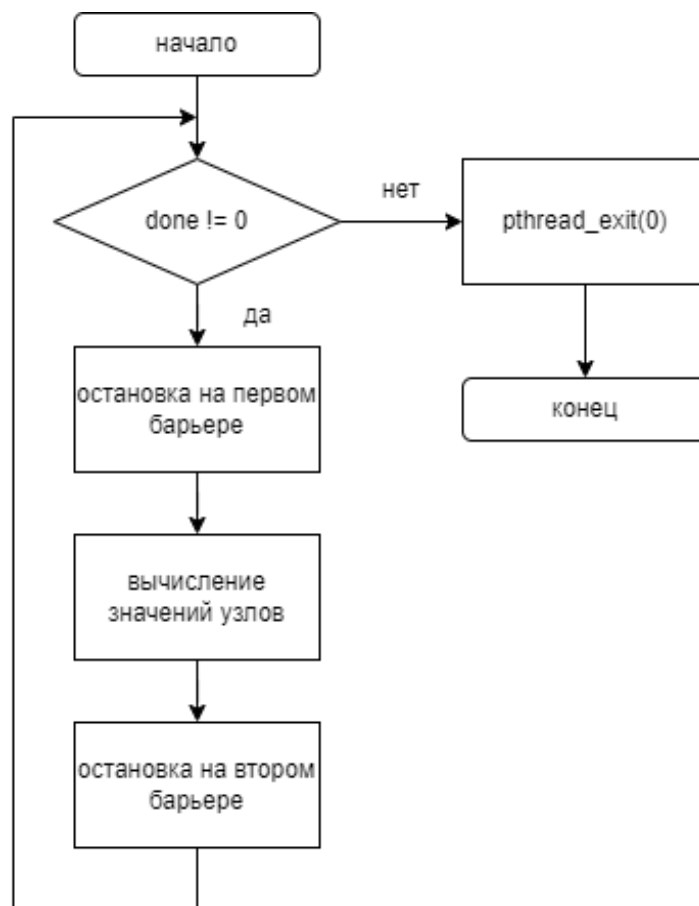 начало
done != 0
нет
pthread_exit(0)
да
остановка на первом
барьере
конец
вычисление
значений узлов
остановка на втором
барьере